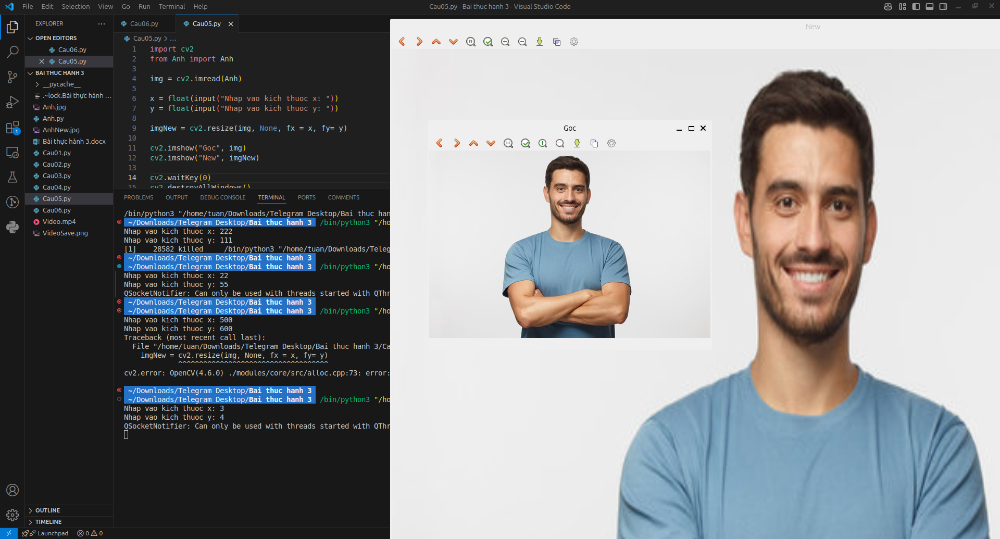 File Edit Selection View Go Run Terminal Help
Cau05.py - Bai thuc hanh 3 - Visual Studio Code
EXPLORER
OPEN EDITORS
Cau06.py
Cau05.py
BAI THUC HANH 3
__pycache__
.~lock.Bài thực hành ...
Anh.jpg
Anh.py
AnhNew.jpg
Bài thực hành 3.docx
Cau01.py
Cau02.py
Cau03.py
Cau04.py
Cau05.py
Cau06.py
Video.mp4
VideoSave.png
OUTLINE
TIMELINE
1
Cau06.py Cau05.py
Cau05.py > ...
1 import cv2
2 from Anh import Anh
3
4 img = cv2.imread(Anh)
5
6 x = float(input("Nhap vao kich thuoc x: "))
7 y = float(input("Nhap vao kich thuoc y: "))
8
9 imgNew = cv2.resize(img, None, fx = x, fy= y)
10
11 cv2.imshow("Goc", img)
12 cv2.imshow("New", imgNew)
13
14 cv2.waitKey(0)
15 cv2.destroyAllWindows()
PROBLEMS OUTPUT DEBUG CONSOLE TERMINAL PORTS COMMENTS
/bin/python3 "/home/tuan/Downloads/Telegram Desktop/Bai thuc han
~/Downloads/Telegram Desktop/Bai thuc hanh 3 /bin/python3 "/ho
Nhap vao kich thuoc x: 222
Nhap vao kich thuoc y: 111
[1] 28582 killed /bin/python3 "/home/tuan/Downloads/Teleg
~/Downloads/Telegram Desktop/Bai thuc hanh 3
~/Downloads/Telegram Desktop/Bai thuc hanh 3 /bin/python3 "/ho
Nhap vao kich thuoc x: 22
Nhap vao kich thuoc y: 55
QSocketNotifier: Can only be used with threads started with QThr
~/Downloads/Telegram Desktop/Bai thuc hanh 3
~/Downloads/Telegram Desktop/Bai thuc hanh 3 /bin/python3 "/ho
Nhap vao kich thuoc x: 500
Nhap vao kich thuoc y: 600
Traceback (most recent call last):
File "/home/tuan/Downloads/Telegram Desktop/Bai thuc hanh 3/Ca
imgNew = cv2.resize(img, None, fx = x, fy= y)
^^^^^^^^^^^^^^^^^^^^^^^^^^^^^^^^^^^^
cv2.error: OpenCV(4.6.0) ./modules/core/src/alloc.cpp:73: error:
~/Downloads/Telegram Desktop/Bai thuc hanh 3
~/Downloads/Telegram Desktop/Bai thuc hanh 3 /bin/python3 "/ho
Nhap vao kich thuoc x: 3
Nhap vao kich thuoc y: 4
QSocketNotifier: Can only be used with threads started with QThr
New
Goc
Launchpad 0 0